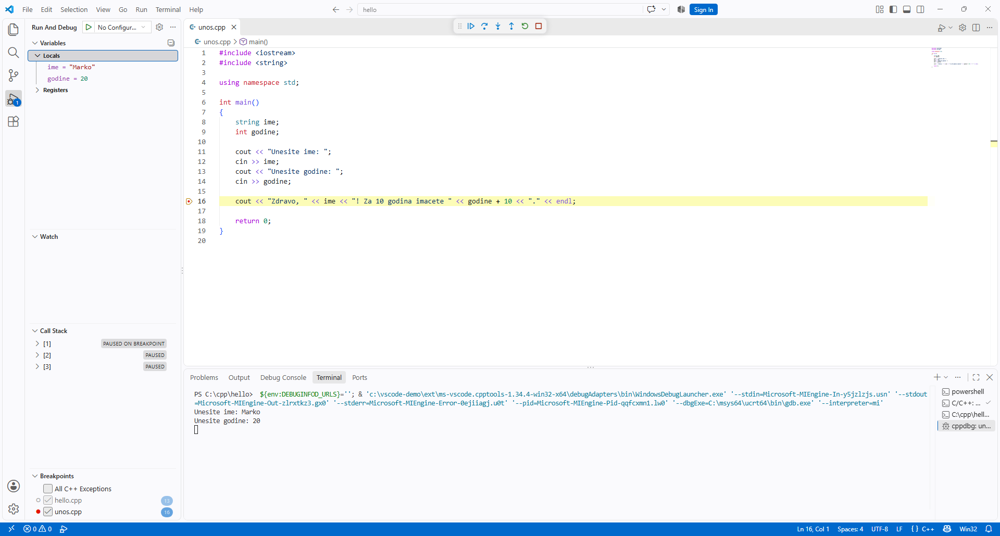 File Edit Selection View Go Run Terminal Help
hello
Sign In
Run And Debug
No Configur...
unos.cpp
unos.cpp > main()
Variables
Locals
ime = "Marko"
godine = 20
Registers
Watch
Call Stack
[1] PAUSED ON BREAKPOINT
[2] PAUSED
[3] PAUSED
Breakpoints
All C++ Exceptions
hello.cpp 13
unos.cpp 16
1
1 #include <iostream>
2 #include <string>
3
4 using namespace std;
5
6 int main()
7 {
8 string ime;
9 int godine;
10
11 cout << "Unesite ime: ";
12 cin >> ime;
13 cout << "Unesite godine: ";
14 cin >> godine;
15
16 cout << "Zdravo, " << ime << "! Za 10 godina imacete " << godine + 10 << "." << endl;
17
18 return 0;
19 }
20
Problems Output Debug Console Terminal Ports
PS C:\cpp\hello> ${env:DEBUGINFOD_URLS}=''; & 'c:\vscode-demo\ext\ms-vscode.cpptools-1.34.4-win32-x64\debugAdapters\bin\WindowsDebugLauncher.exe' '--stdin=Microsoft-MIEngine-In-y5jzlzjs.usn' '--stdout
=Microsoft-MIEngine-Out-zlrxtkz3.gx0' '--stderr=Microsoft-MIEngine-Error-0ejiiagj.u0t' '--pid=Microsoft-MIEngine-Pid-qqfcxmn1.lw0' '--dbgExe=C:\msys64\ucrt64\bin\gdb.exe' '--interpreter=mi'
Unesite ime: Marko
Unesite godine: 20
powershell
C/C++: ...
C:\cpp\hell...
cppdbg: un...
0 0
Ln 16, Col 1 Spaces: 4 UTF-8 LF { } C++ Win32